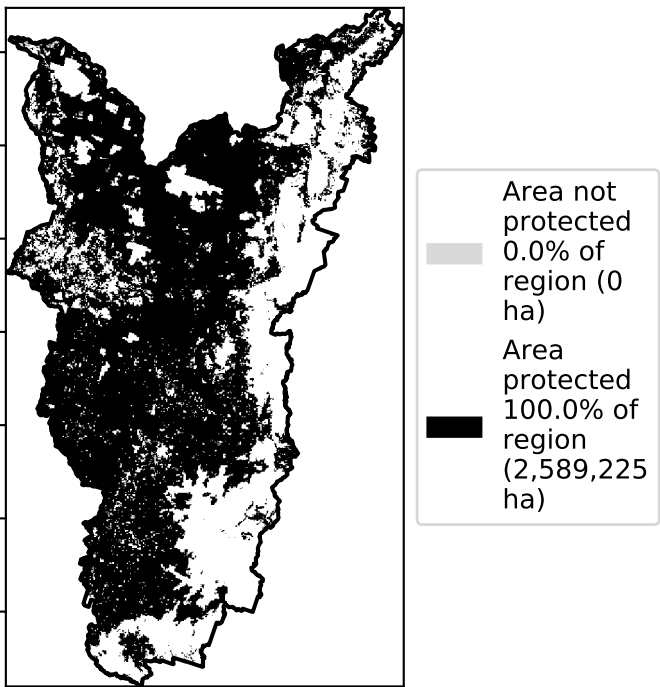 Area not
protected
0.0% of
region (0
ha)
Area
protected
100.0% of
region
(2,589,225
ha)